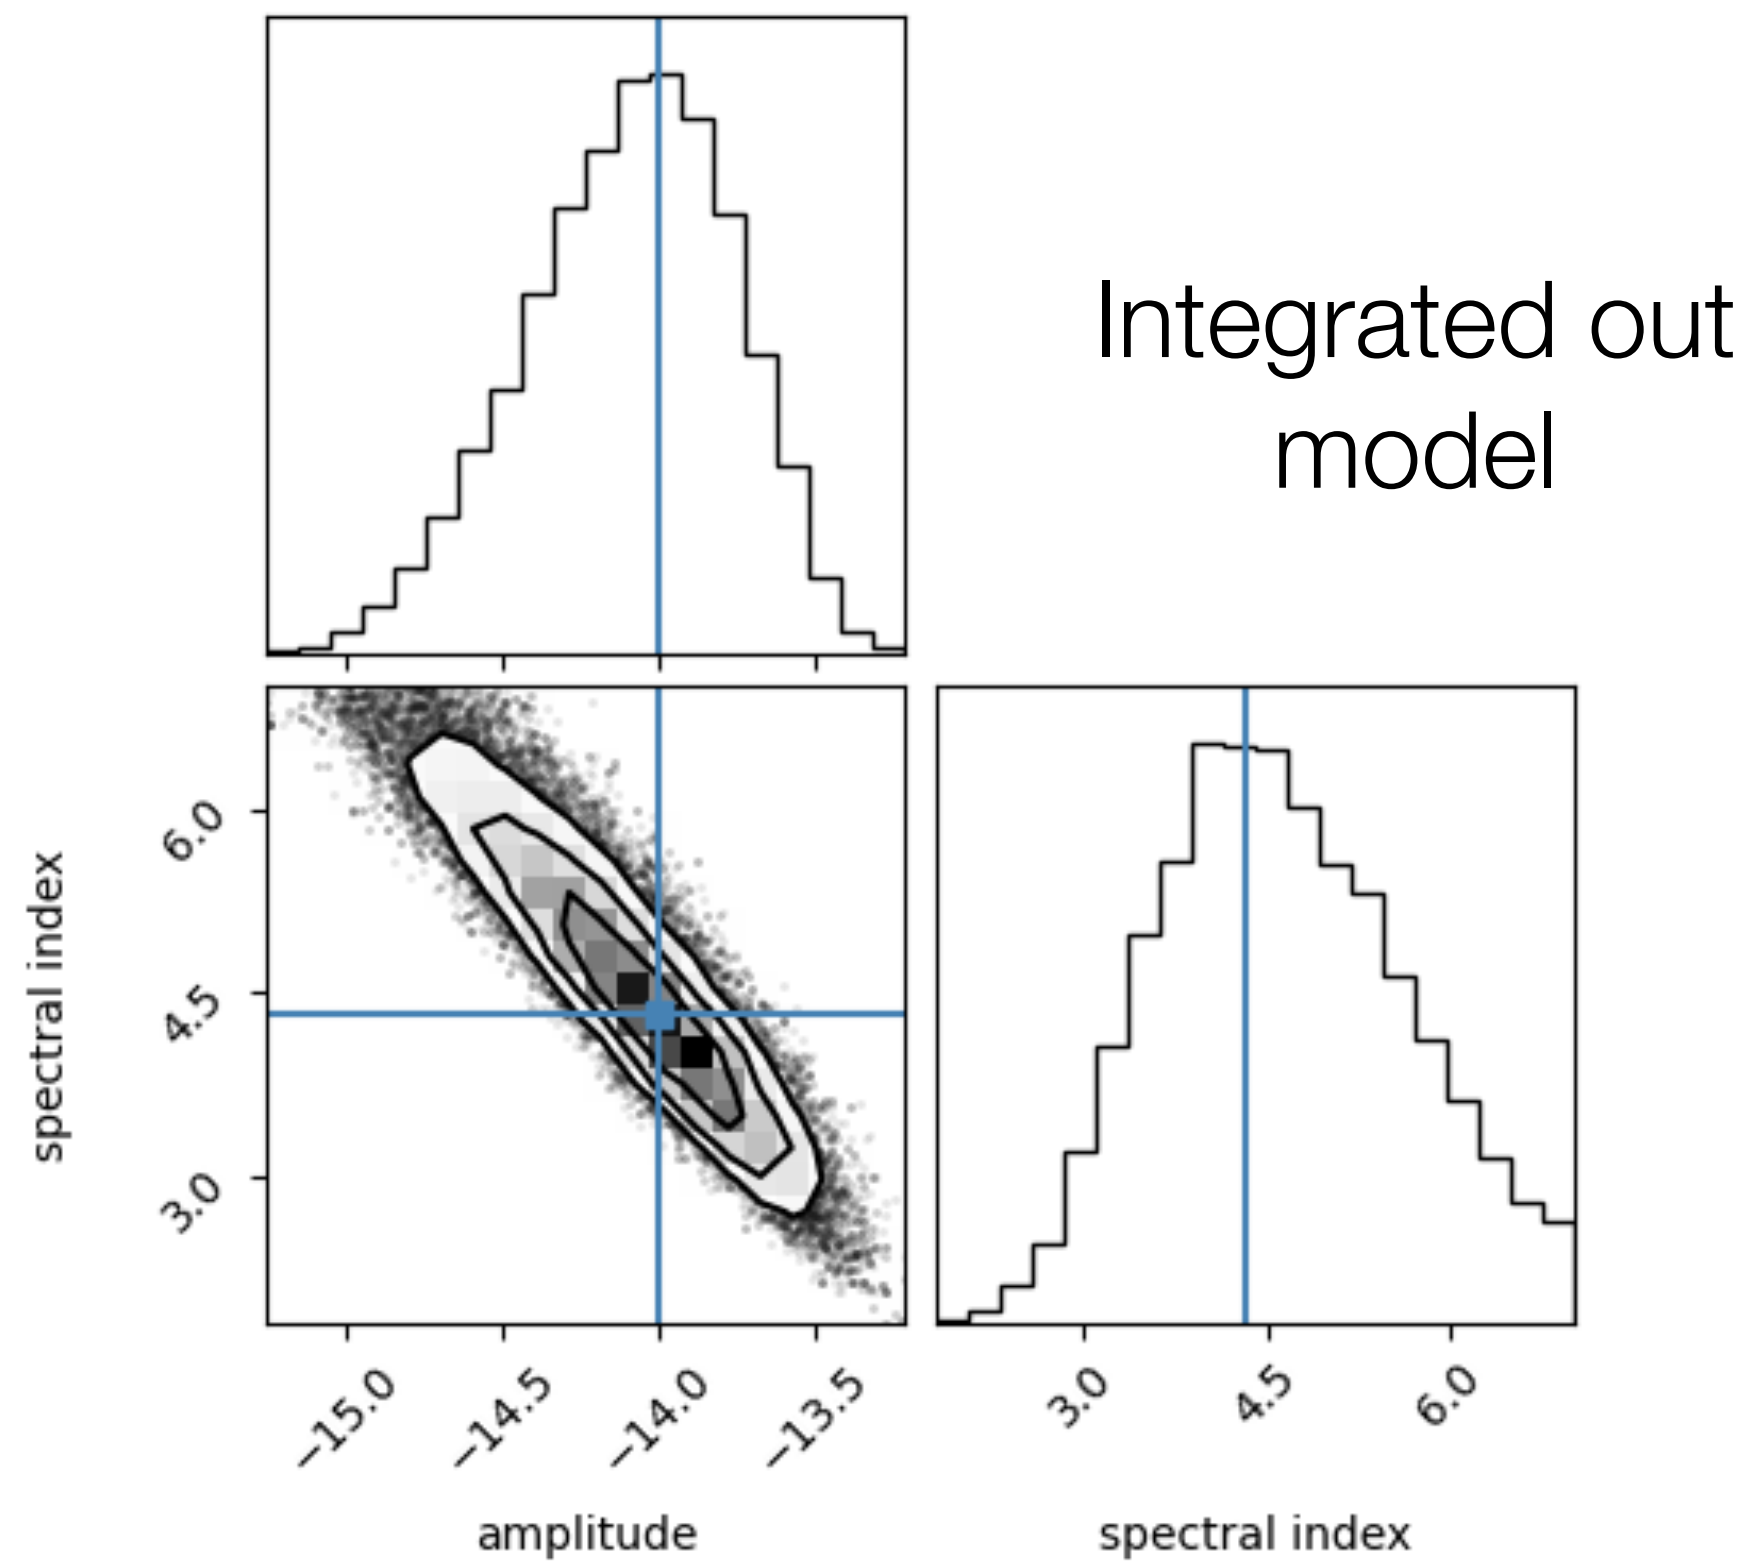 Integrated out
model
spectral index
6.0
4.5
3.0
−15.0
−14.5
−14.0
−13.5
amplitude
3.0
4.5
6.0
spectral index